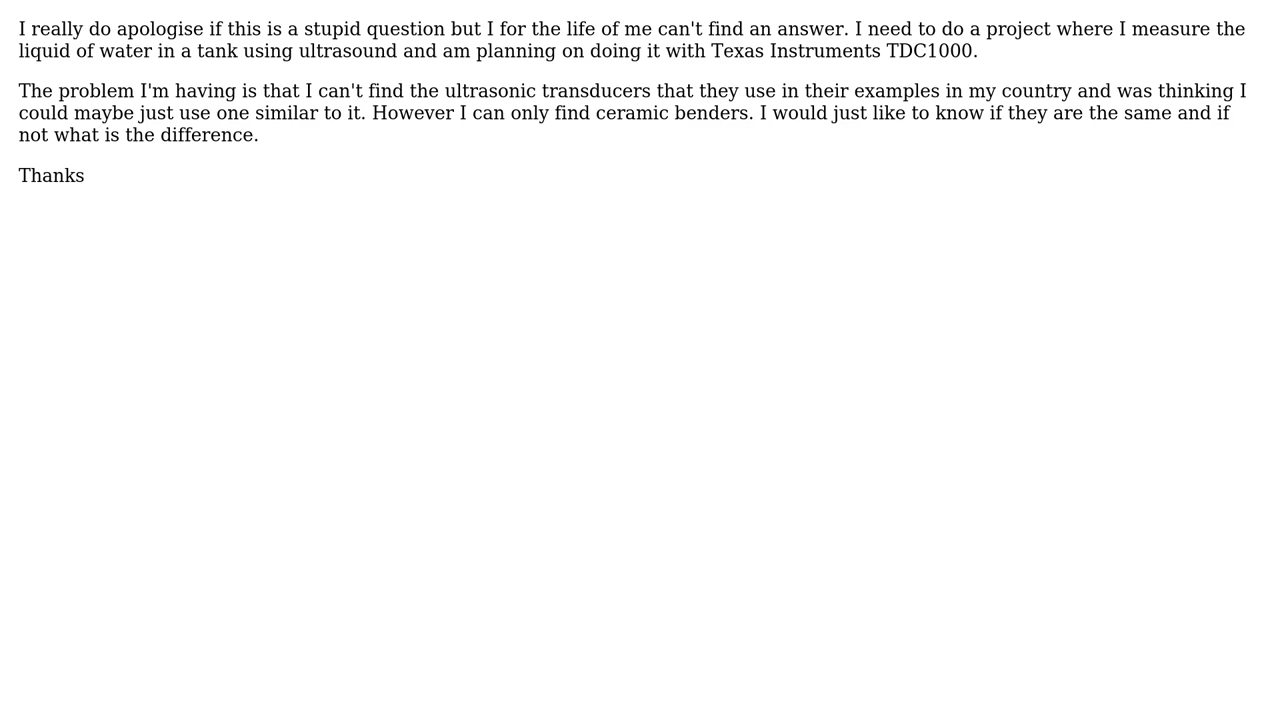 I really do apologise if this is a stupid question but I for the life of me can't find an answer. I need to do a project where I measure the
liquid of water in a tank using ultrasound and am planning on doing it with Texas Instruments TDC1000.
The problem I'm having is that I can't find the ultrasonic transducers that they use in their examples in my country and was thinking I
could maybe just use one similar to it. However I can only find ceramic benders. I would just like to know if they are the same and if
not what is the difference.
Thanks